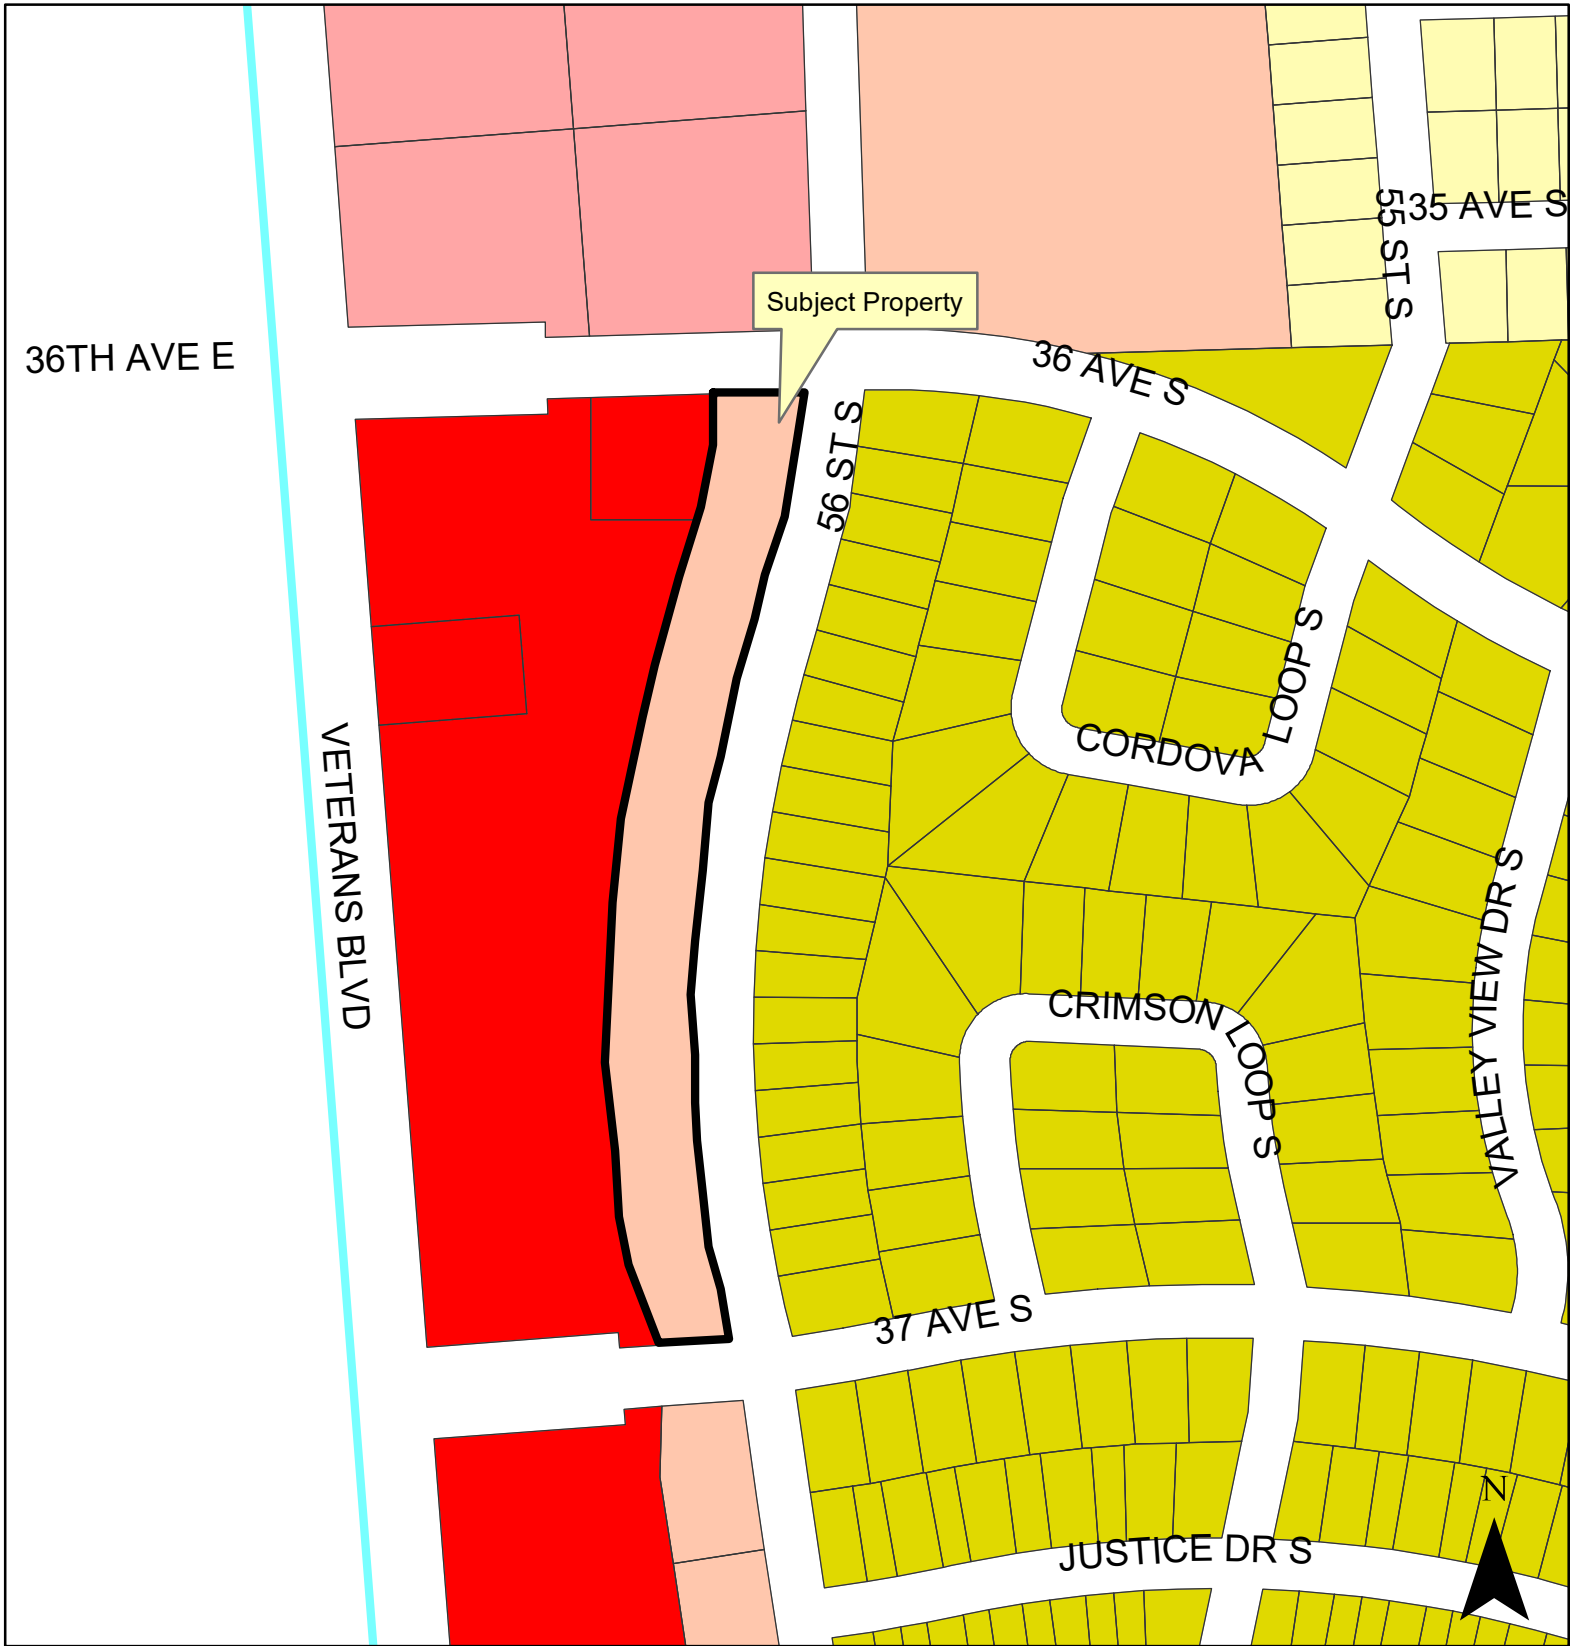 35 AVE S
55 ST S
Subject Property
36TH AVE E
36 AVE S
56 ST S
LOOP S
CORDOVA
VETERANS BLVD
VALLEY VIEW DR S
CRIMSON
LOOP S
37 AVE S
N
JUSTICE DR S